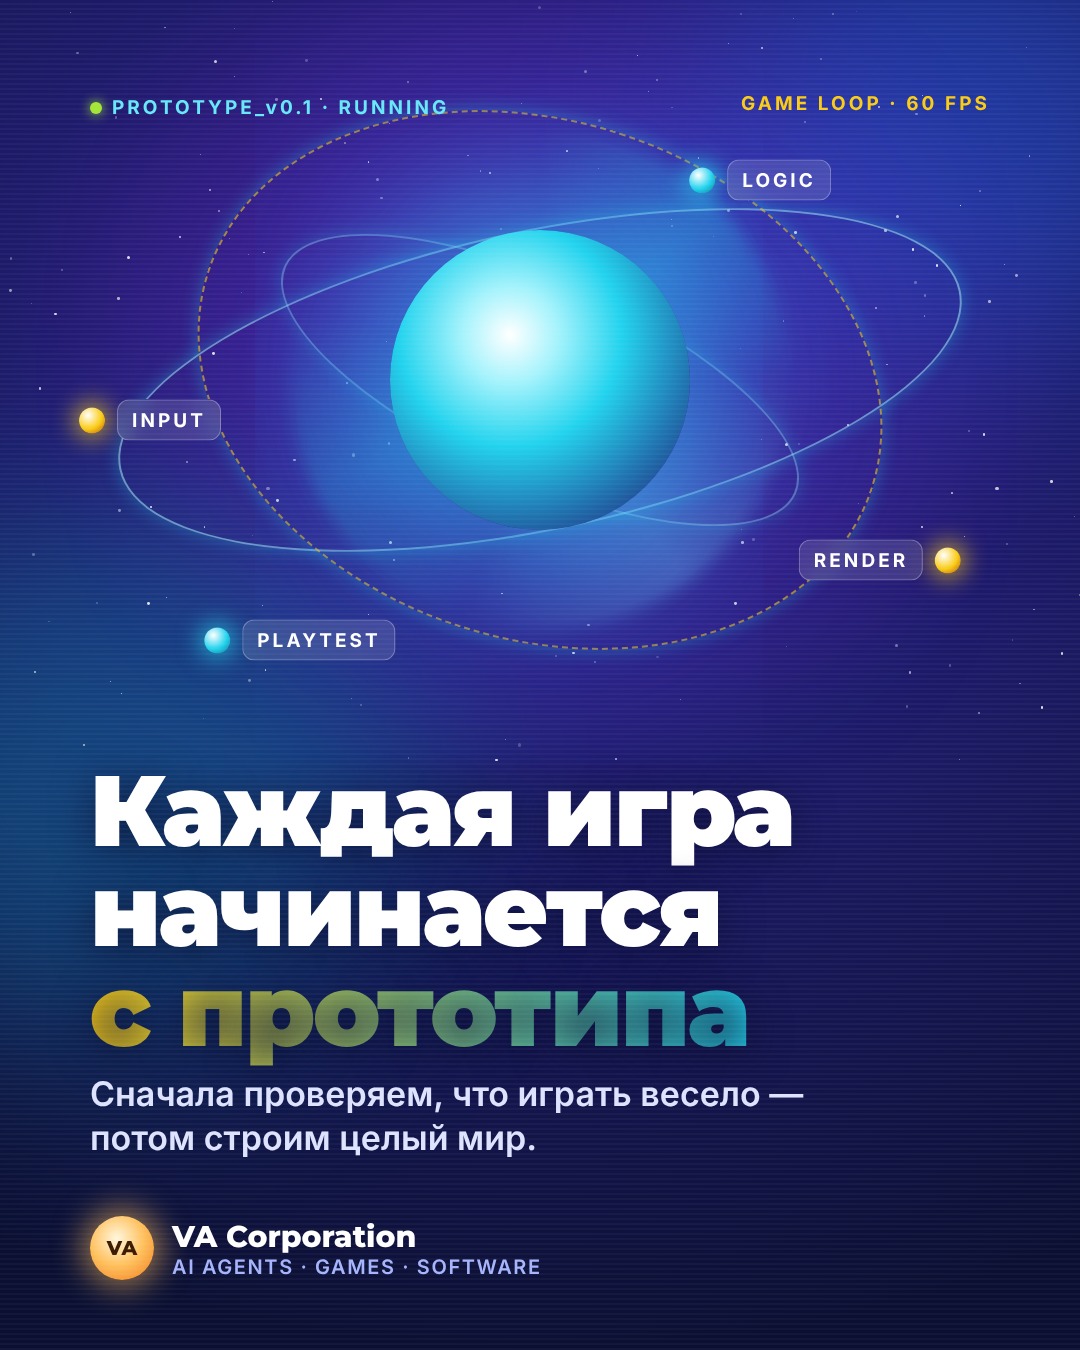 PROTOTYPE_v0.1 · RUNNING
GAME LOOP · 60 FPS
LOGIC
INPUT
RENDER
PLAYTEST
Каждая игра
начинается
с прототипа
Сначала проверяем, что играть весело —
потом строим целый мир.
VA
VA Corporation
AI AGENTS · GAMES · SOFTWARE